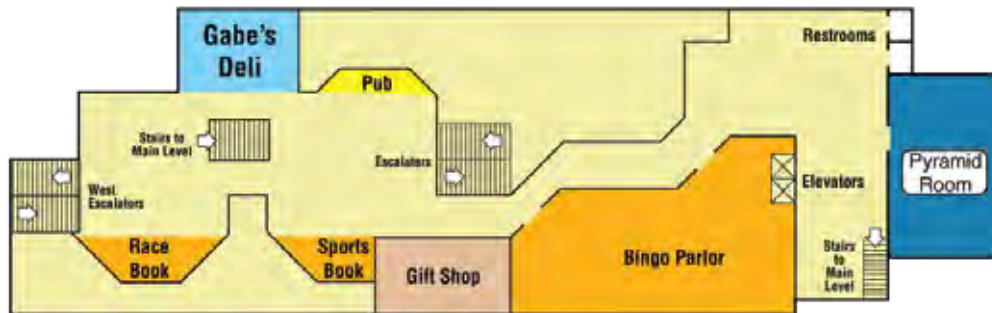 Gabe's
Deli
Restrooms
Pub
Stairs to
Main Level
Escalators
Pyramid
Room
Elevators
West
Escalators
Race
Book
Sports
Book
Gift Shop
Bingo Parlor
Stairs
to
Main
Level